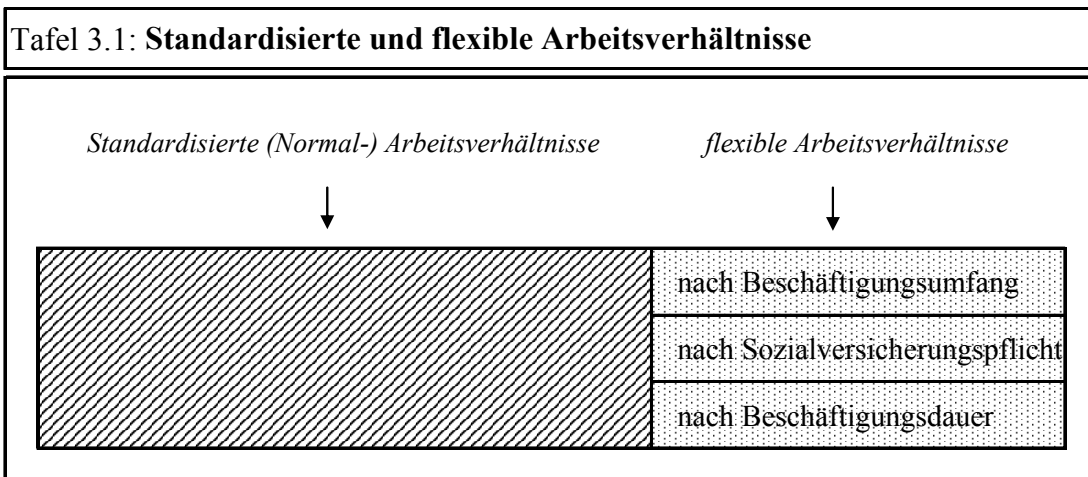 Tafel 3.1: Standardisierte und flexible Arbeitsverhältnisse
Standardisierte (Normal-) Arbeitsverhältnisse
flexible Arbeitsverhältnisse
nach Beschäftigungsumfang
nach Sozialversicherungspflicht
nach Beschäftigungsdauer